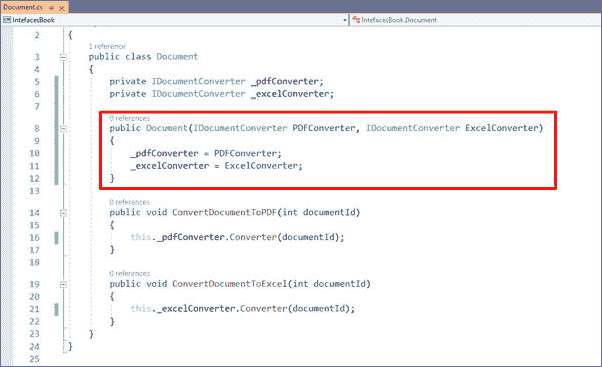 Document.cs
IntefacesBook
IntefacesBook.Document
2 {
1 reference
3 public class Document
4 {
5 private IDocumentConverter _pdfConverter;
6 private IDocumentConverter _excelConverter;
7
0 references
8 public Document(IDocumentConverter PDFConverter, IDocumentConverter ExcelConverter)
9 {
10 _pdfConverter = PDFConverter;
11 _excelConverter = ExcelConverter;
12 }
13
0 references
14 public void ConvertDocumentToPDF(int documentId)
15 {
16 this._pdfConverter.Converter(documentId);
17 }
18
0 references
19 public void ConvertDocumentToExcel(int documentId)
20 {
21 this._excelConverter.Converter(documentId);
22 }
23 }
24 }
25